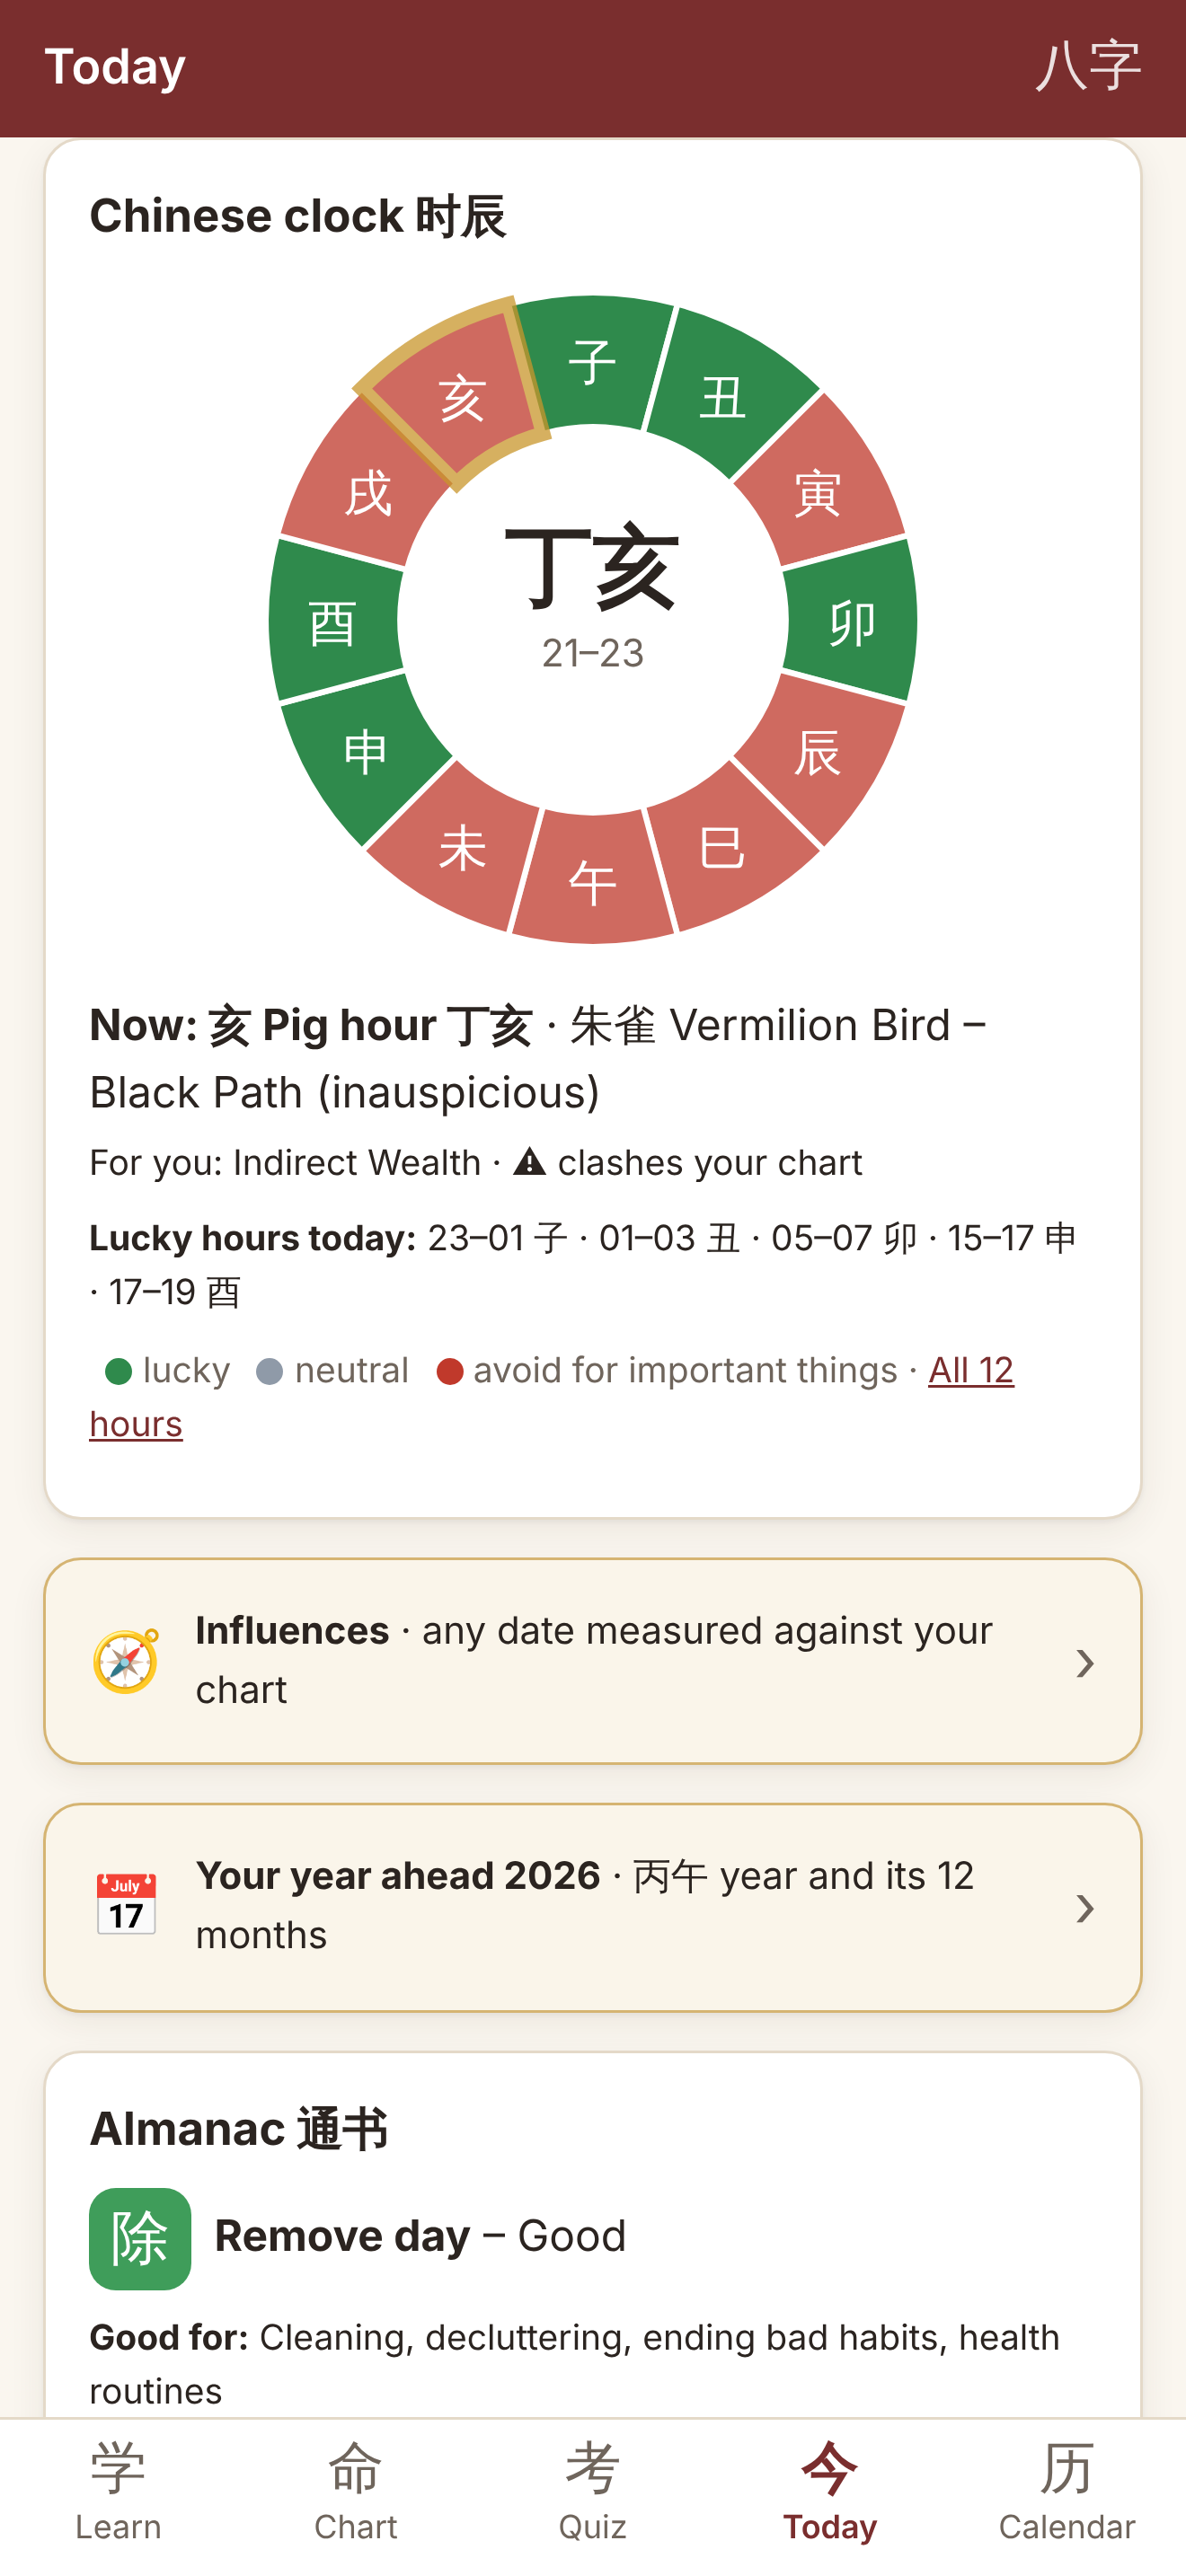 Today
八字
Chinese clock 时辰
子
丑
寅
卯
辰
巳
午
未
申
酉
戌
亥
丁亥
21–23
Now: 亥 Pig hour 丁亥 · 朱雀 Vermilion Bird –
Black Path (inauspicious)
For you: Indirect Wealth · ⚠ clashes your chart
Lucky hours today: 23–01 子 · 01–03 丑 · 05–07 卯 · 15–17 申
· 17–19 酉
lucky neutral avoid for important things · All 12
hours
Influences · any date measured against your
chart
›
July
17
Your year ahead 2026 · 丙午 year and its 12
months
›
Almanac 通书
除
Remove day – Good
Good for: Cleaning, decluttering, ending bad habits, health
routines
学
Learn
命
Chart
考
Quiz
今
Today
历
Calendar